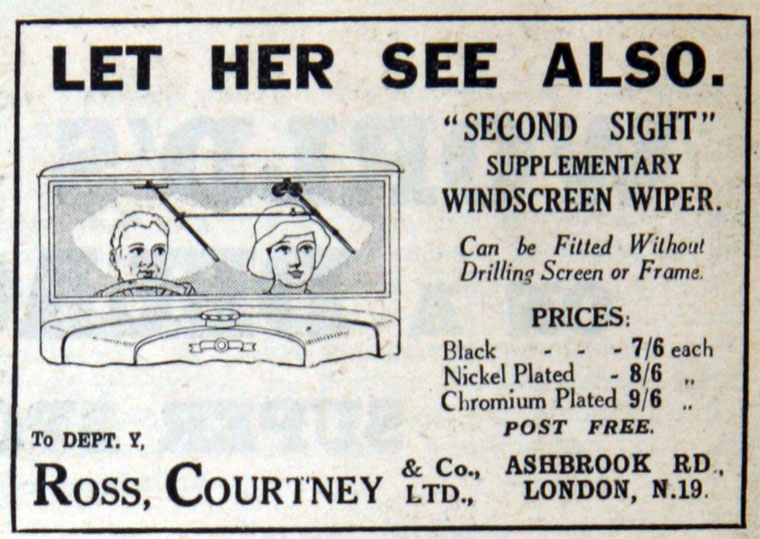 LET HER SEE ALSO.
"SECOND SIGHT"
SUPPLEMENTARY
WINDSCREEN WIPER.
Can be Fitted Without
Drilling Screen or Frame.
PRICES:
Black - - - 7/6 each
Nickel Plated - 8/6 „
Chromium Plated 9/6 „
POST FREE.
To DEPT. Y,
ROSS, COURTNEY & Co., LTD., ASHBROOK RD., LONDON, N.19.